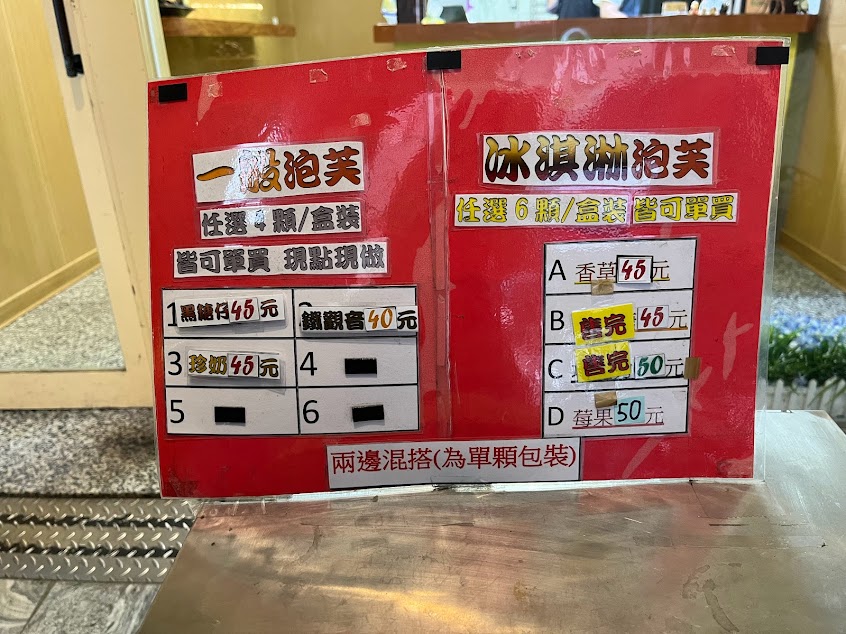 一般泡芙
任選4顆/盒裝
皆可單買 現點現做
1 黑糖仔45元
鐵觀音40元
3 珍奶45元
4
5
6
冰淇淋泡芙
任選6顆/盒裝 皆可單買
A 香草45元
B 售完 45元
C 售完 50元
D 莓果50元
兩邊混搭(為單顆包裝)